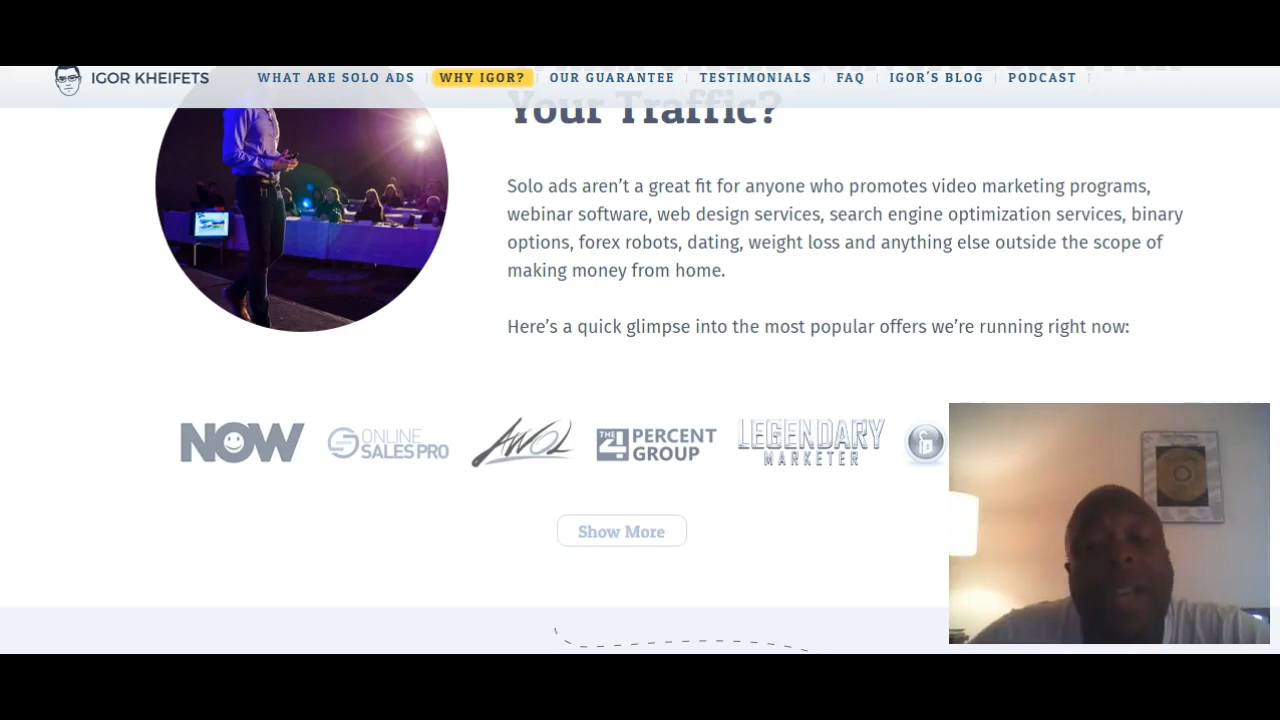 IGOR KHEIFETS
WHAT ARE SOLO ADS
WHY IGOR?
OUR GUARANTEE
TESTIMONIALS
FAQ
IGOR'S BLOG
PODCAST
Your Traffic?
Solo ads aren’t a great fit for anyone who promotes video marketing programs,
webinar software, web design services, search engine optimization services, binary
options, forex robots, dating, weight loss and anything else outside the scope of
making money from home.
Here’s a quick glimpse into the most popular offers we’re running right now:
NOW
ONLINE
SALES PRO
AWOL
THE 4 PERCENT
GROUP
LEGENDARY
MARKETER
Show More